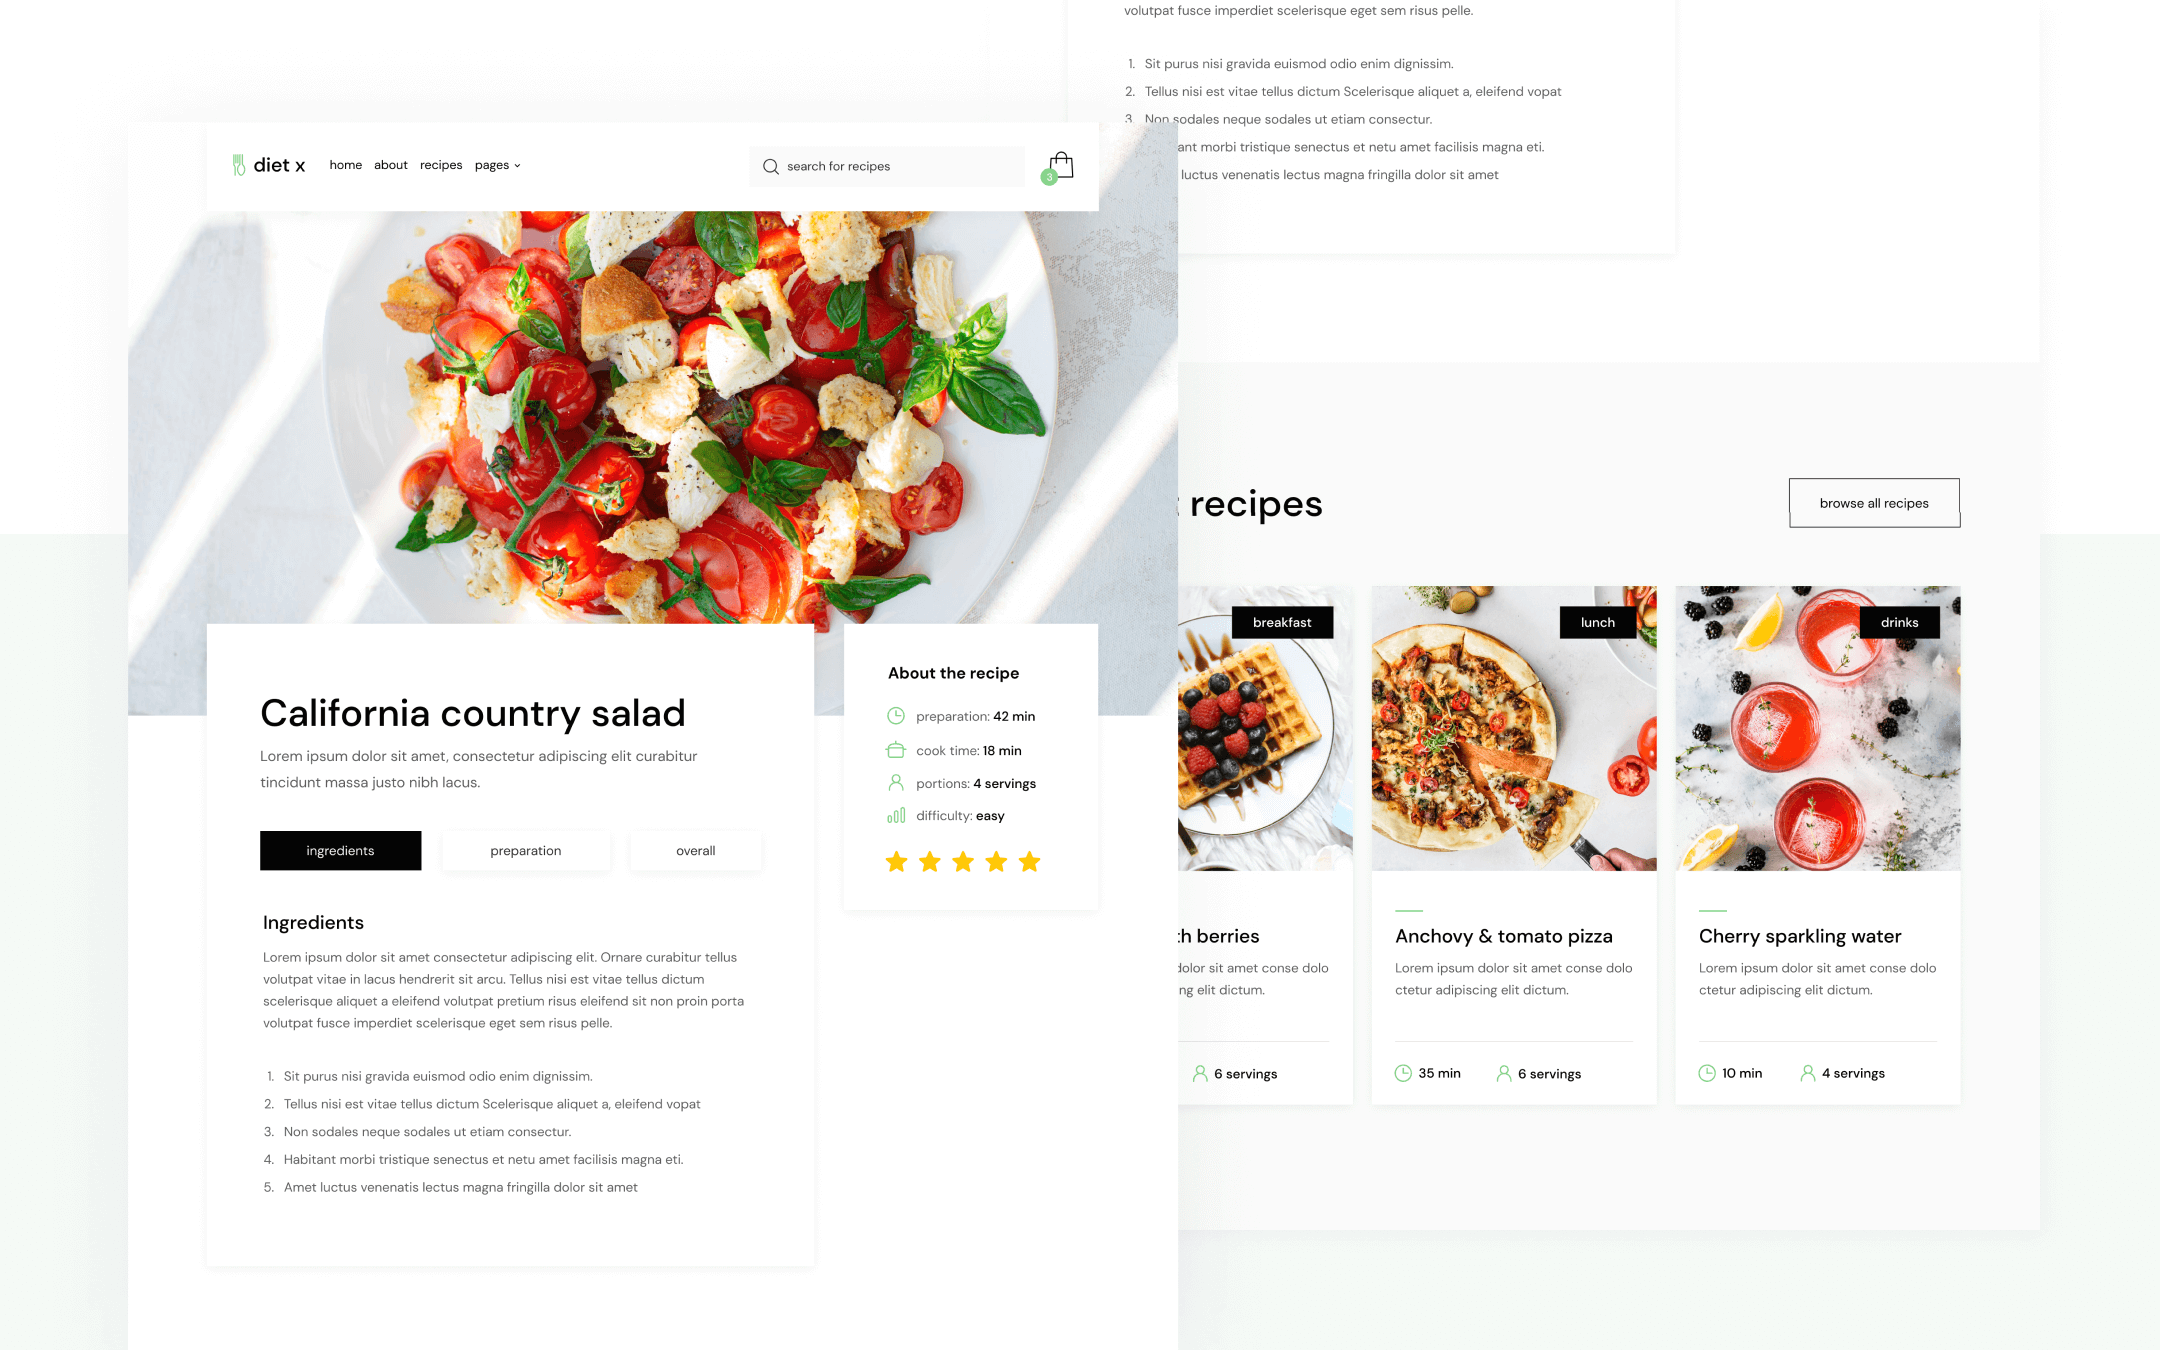 volutpat fusce imperdiet scelerisque eget sem risus pelle.
1. Sit purus nisi gravida euismod odio enim dignissim.
2. Tellus nisi est vitae tellus dictum Scelerisque aliquet a, eleifend vopat
3. Non sodales neque sodales ut etiam consectur.
ant morbi tristique senectus et netu amet facilisis magna eti.
luctus venenatis lectus magna fringilla dolor sit amet
diet x
home about recipes pages
search for recipes
3
California country salad
Lorem ipsum dolor sit amet, consectetur adipiscing elit curabitur
tincidunt massa justo nibh lacus.
ingredients preparation overall
Ingredients
Lorem ipsum dolor sit amet consectetur adipiscing elit. Ornare curabitur tellus
volutpat vitae in lacus hendrerit sit arcu. Tellus nisi est vitae tellus dictum
scelerisque aliquet a eleifend volutpat pretium risus eleifend sit non proin porta
volutpat fusce imperdiet scelerisque eget sem risus pelle.
1. Sit purus nisi gravida euismod odio enim dignissim.
2. Tellus nisi est vitae tellus dictum Scelerisque aliquet a, eleifend vopat
3. Non sodales neque sodales ut etiam consectur.
4. Habitant morbi tristique senectus et netu amet facilisis magna eti.
5. Amet luctus venenatis lectus magna fringilla dolor sit amet
About the recipe
preparation: 42 min
cook time: 18 min
portions: 4 servings
difficulty: easy
recipes
browse all recipes
breakfast
th berries
dolor sit amet conse dolo
ng elit dictum.
6 servings
lunch
Anchovy & tomato pizza
Lorem ipsum dolor sit amet conse dolo
ctetur adipiscing elit dictum.
35 min 6 servings
drinks
Cherry sparkling water
Lorem ipsum dolor sit amet conse dolo
ctetur adipiscing elit dictum.
10 min 4 servings